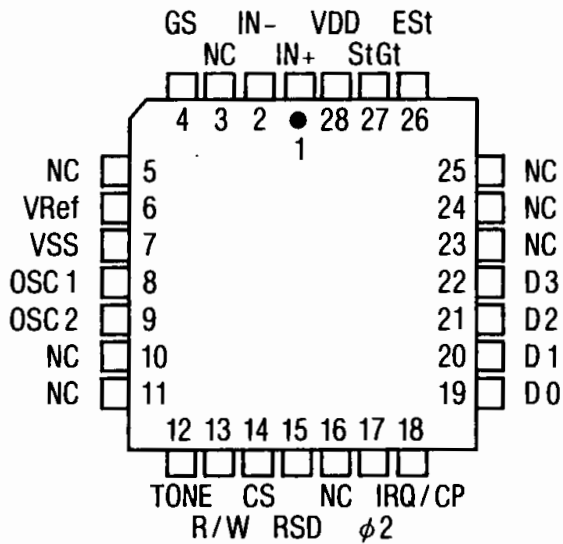 GS IN- VDD ESt
NC IN+ StGt
4 3 2 1 28 27 26
NC 5
VRef 6
VSS 7
OSC 1 8
OSC 2 9
NC 10
NC 11
25 NC
24 NC
23 NC
22 D3
21 D2
20 D1
19 D0
12 13 14 15 16 17 18
TONE CS NC IRQ/CP
R/W RSD ϕ2